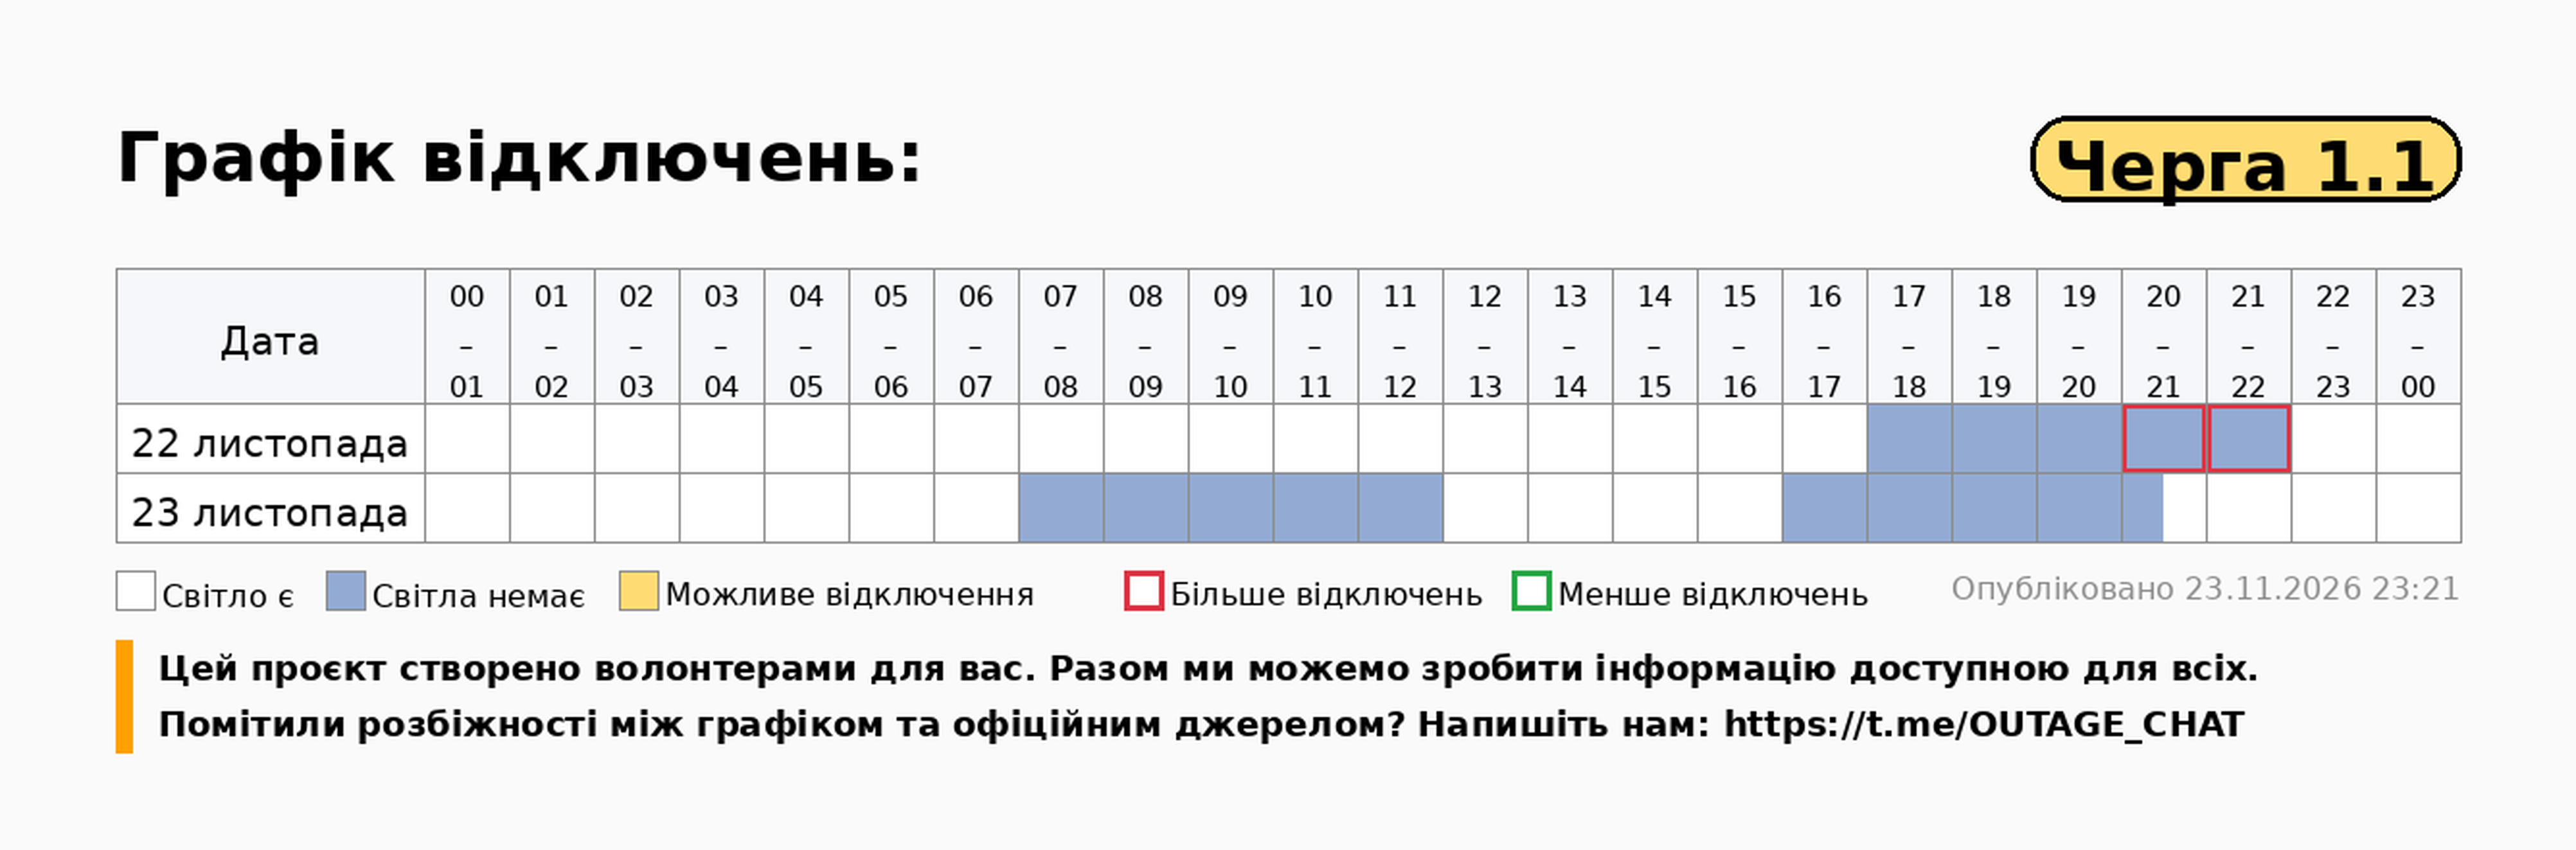 Графік відключень:
Черга 1.1
Дата
00 – 01
01 – 02
02 – 03
03 – 04
04 – 05
05 – 06
06 – 07
07 – 08
08 – 09
09 – 10
10 – 11
11 – 12
12 – 13
13 – 14
14 – 15
15 – 16
16 – 17
17 – 18
18 – 19
19 – 20
20 – 21
21 – 22
22 – 23
23 – 00
22 листопада
23 листопада
Світло є
Світла немає
Можливе відключення
Більше відключень
Менше відключень
Опубліковано 23.11.2026 23:21
Цей проєкт створено волонтерами для вас. Разом ми можемо зробити інформацію доступною для всіх.
Помітили розбіжності між графіком та офіційним джерелом? Напишіть нам: https://t.me/OUTAGE_CHAT